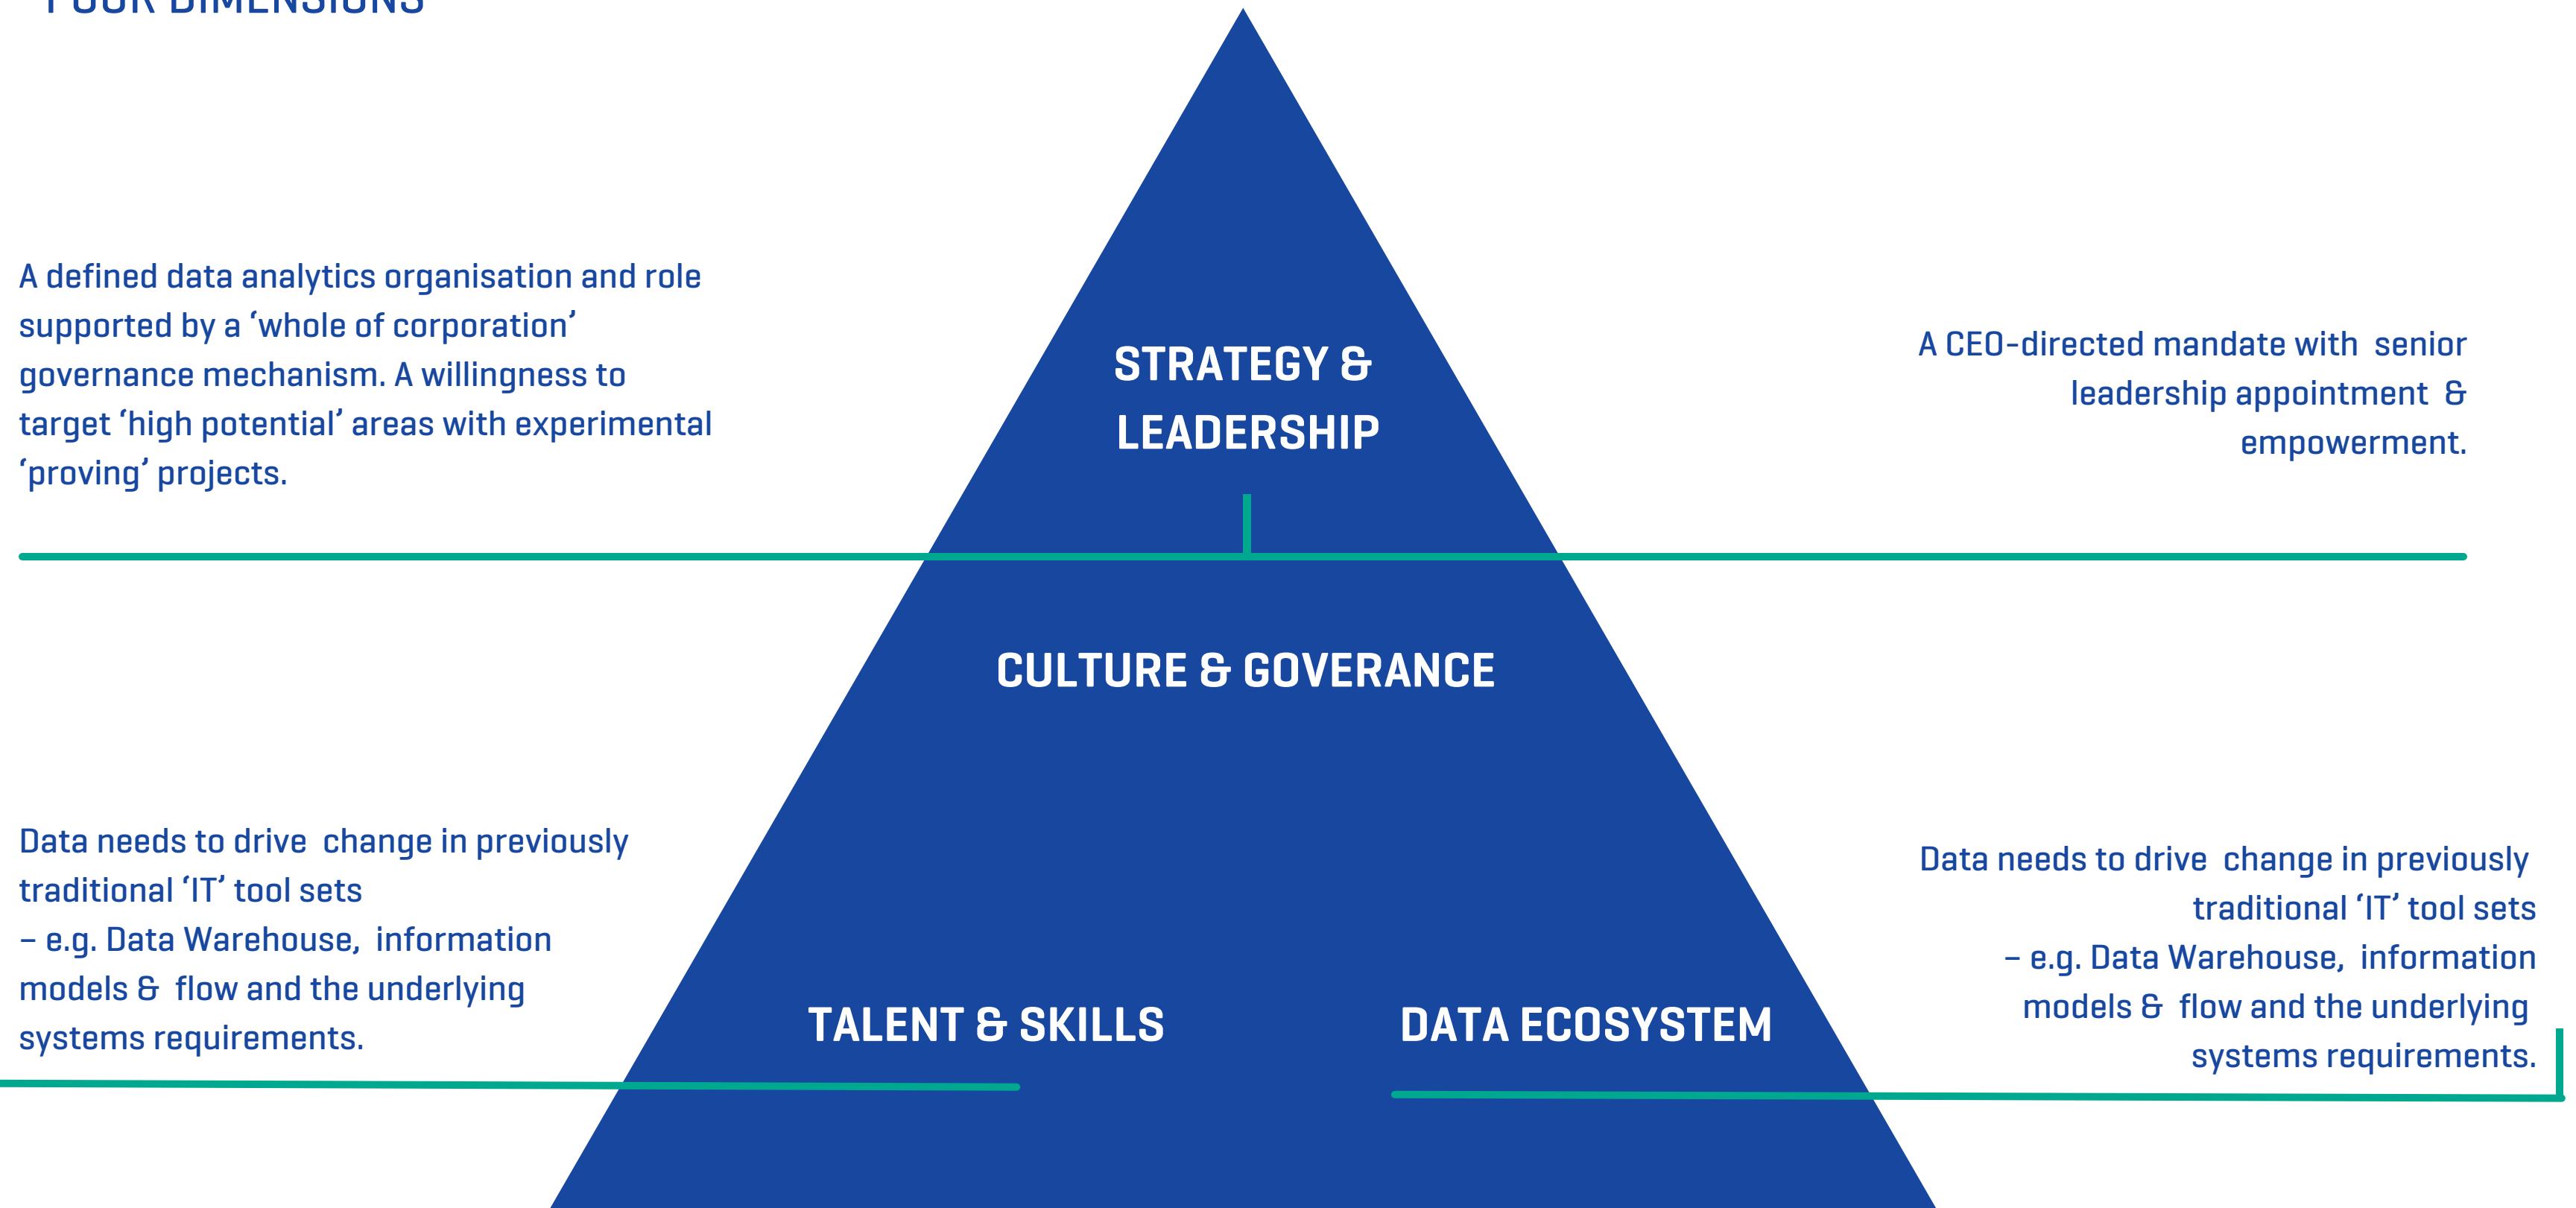 FOUR DIMENSIONS
A defined data analytics organisation and role
supported by a ‘whole of corporation’
governance mechanism. A willingness to
target ‘high potential’ areas with experimental
‘proving’ projects.
STRATEGY &
LEADERSHIP
A CEO-directed mandate with senior
leadership appointment &
empowerment.
CULTURE & GOVERANCE
Data needs to drive change in previously
traditional ‘IT’ tool sets
– e.g. Data Warehouse, information
models & flow and the underlying
systems requirements.
TALENT & SKILLS
DATA ECOSYSTEM
Data needs to drive change in previously
traditional ‘IT’ tool sets
– e.g. Data Warehouse, information
models & flow and the underlying
systems requirements.